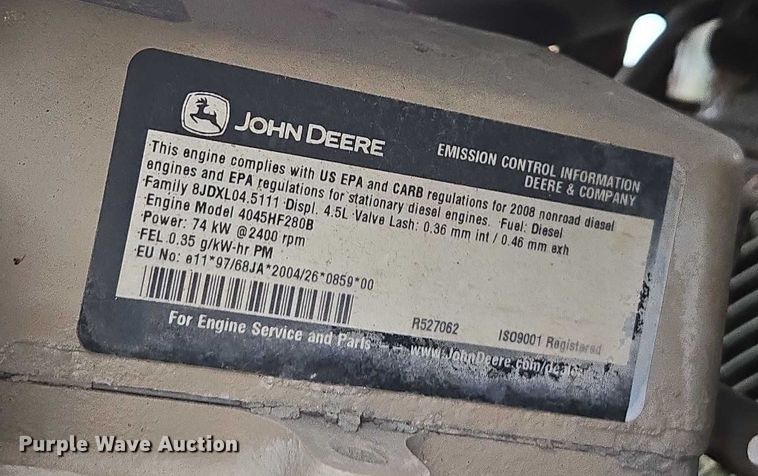 JOHN DEERE
EMISSION CONTROL INFORMATION
DEERE & COMPANY
This engine complies with US EPA and CARB regulations for 2008 nonroad diesel
engines and EPA regulations for stationary diesel engines. Fuel: Diesel
Family 8JDXL04.5111 Displ. 4.5L Valve Lash: 0.36 mm int / 0.46 mm exh
Engine Model 4045HF280B
Power: 74 kW @ 2400 rpm
FEL 0.35 g/kW-hr PM
EU No: e11*97/68JA*2004/26*0859*00
R527062
ISO9001 Registered
For Engine Service and Parts
www.JohnDeere.com/dealer
Purple Wave Auction